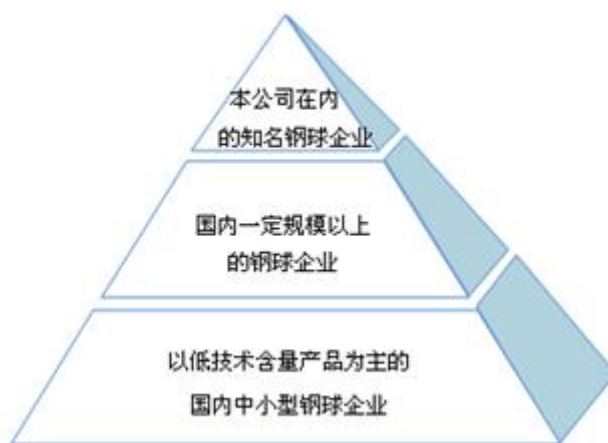 本公司在内
的知名钢球企业
国内一定规模以上
的钢球企业
以低技术含量产品为主的
国内中小型钢球企业